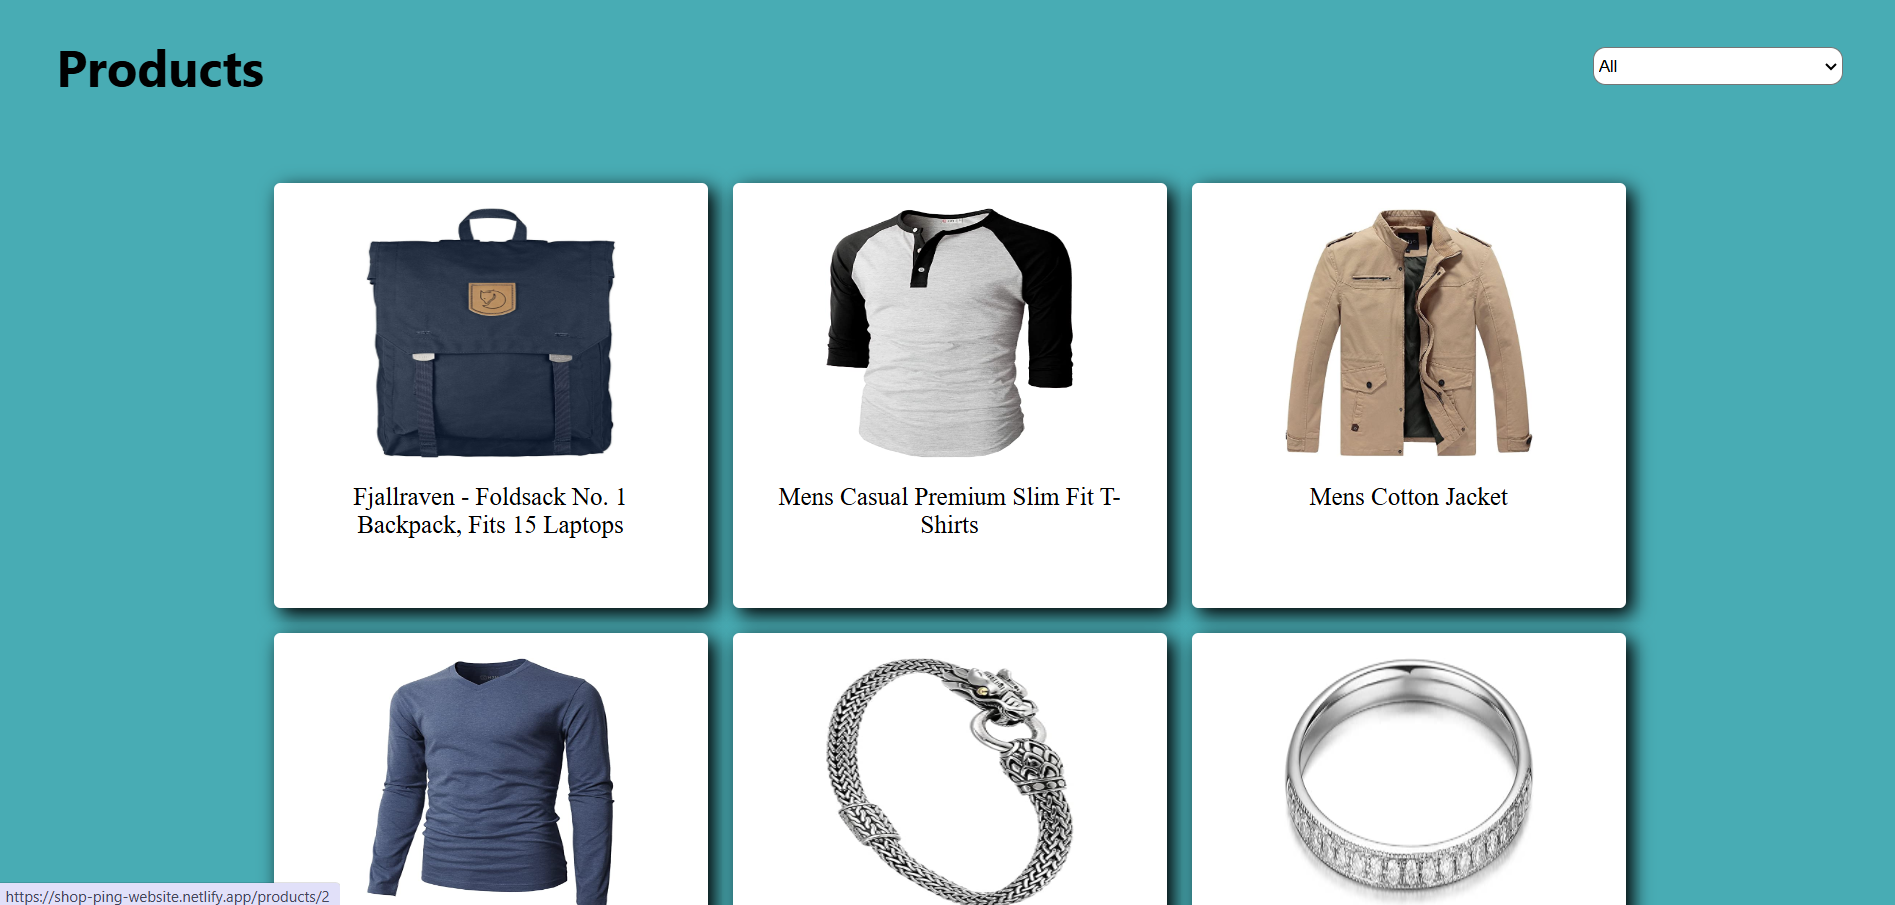 Products
All
Fjallraven - Foldsack No. 1
Backpack, Fits 15 Laptops
Mens Casual Premium Slim Fit T-
Shirts
Mens Cotton Jacket
https://shop-ping-website.netlify.app/products/2